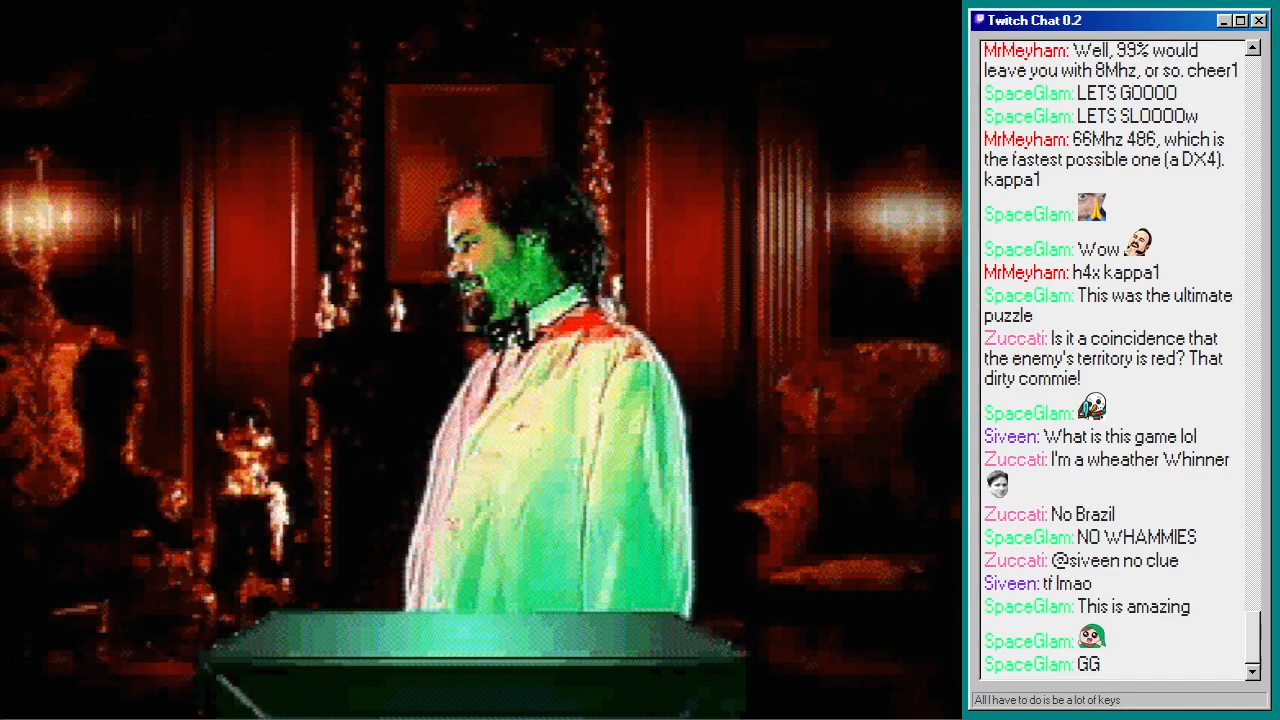 Twitch Chat 0.2
MrMeyham: Well, 99% would
leave you with 8Mhz, or so. cheer1
SpaceGlam: LETS GOOOO
SpaceGlam: LETS SLOOOOw
MrMeyham: 66Mhz 486, which is
the fastest possible one (a DX4).
kappa1
SpaceGlam:
SpaceGlam: Wow
MrMeyham: h4x kappa1
SpaceGlam: This was the ultimate
puzzle
Zuccati: Is it a coincidence that
the enemy's territory is red? That
dirty commie!
SpaceGlam:
Siveen: What is this game lol
Zuccati: I'm a wheather Whinner
Zuccati: No Brazil
SpaceGlam: NO WHAMMIES
Zuccati: @siveen no clue
Siveen: tf lmao
SpaceGlam: This is amazing
SpaceGlam:
SpaceGlam: GG
All I have to do is be a lot of keys